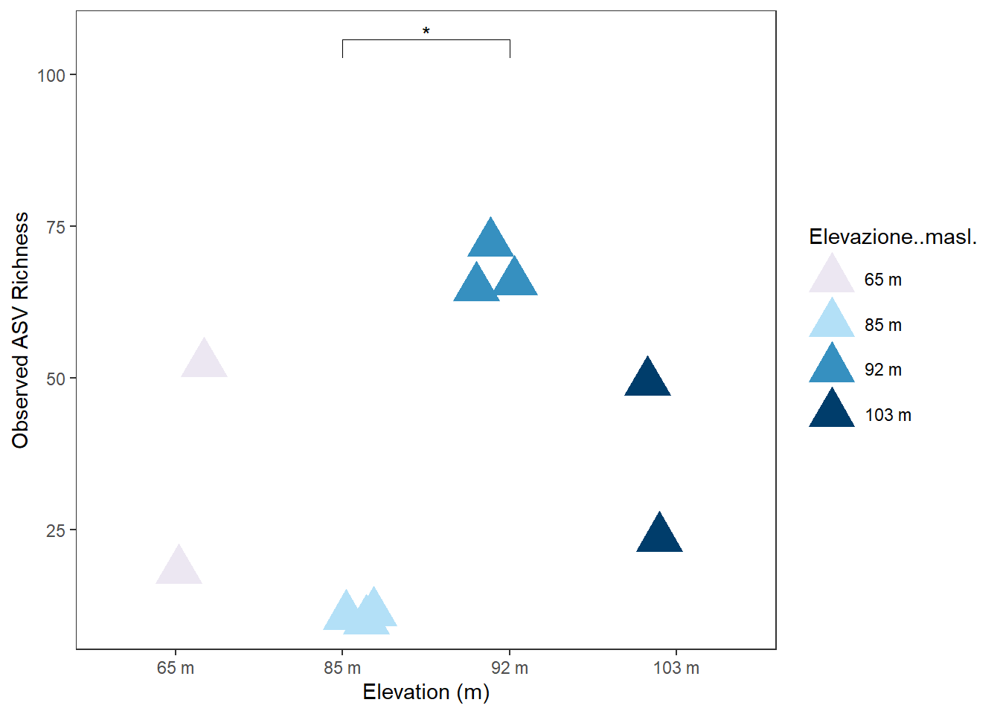 *
100
75
50
25
Observed ASV Richness
65 m
85 m
92 m
103 m
Elevation (m)
Elevazione..masl.
65 m
85 m
92 m
103 m